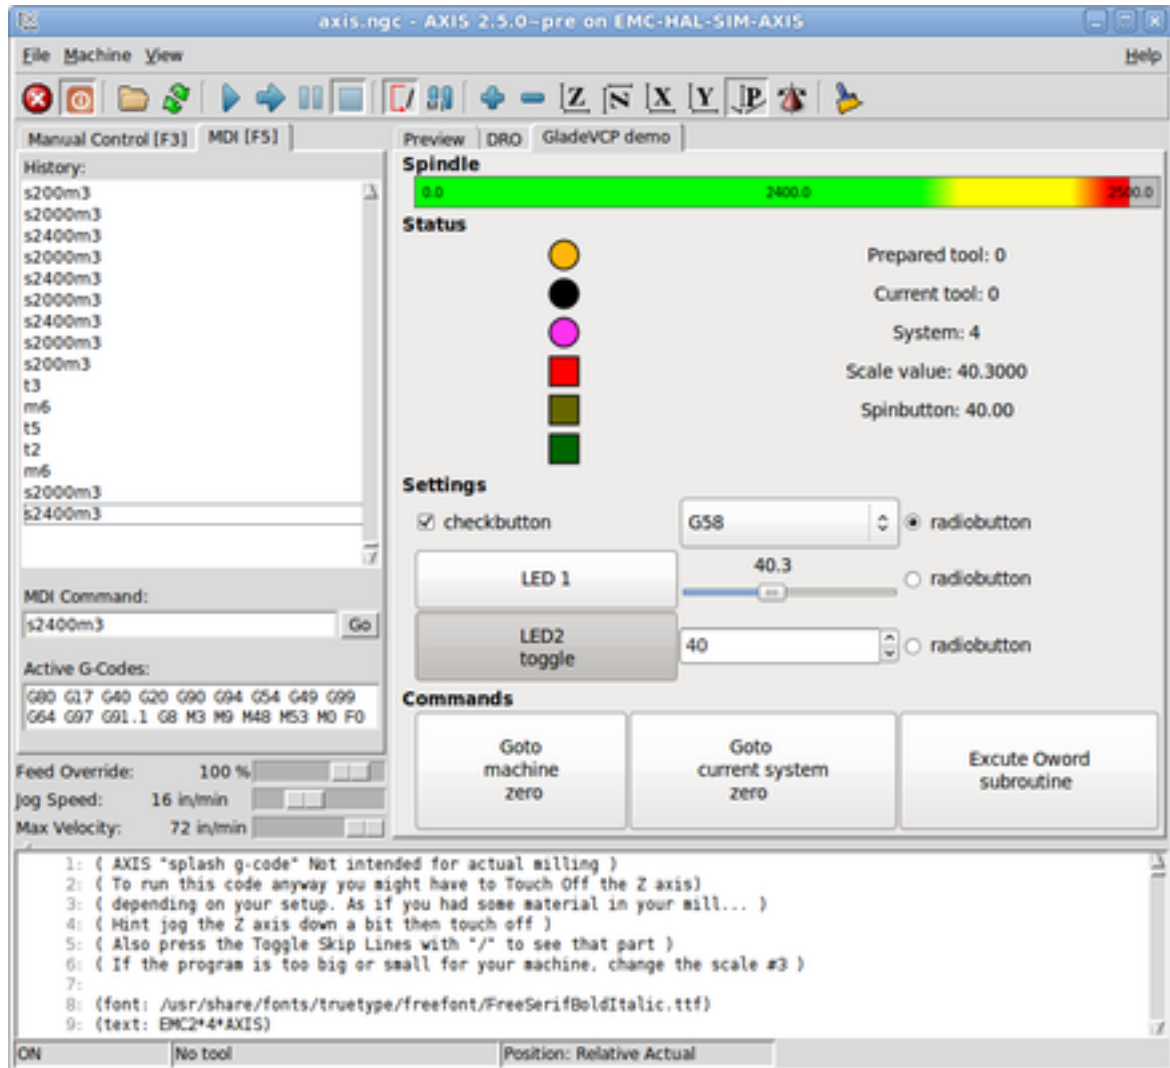 axis.ngc - AXIS 2.5.0~pre on EMC-HAL-SIM-AXIS
File Machine View Help
Z N X Y P
Manual Control [F3] MDI [F5]
History:
s200m3
s2000m3
s2400m3
s2000m3
s2400m3
s2000m3
s2400m3
s2000m3
s200m3
t3
m6
t5
t2
m6
s2000m3
s2400m3
MDI Command:
s2400m3 Go
Active G-Codes:
G80 G17 G40 G20 G90 G94 G54 G49 G99
G64 G97 G91.1 G8 M3 M9 M48 M53 M0 F0
Feed Override: 100 %
Jog Speed: 16 in/min
Max Velocity: 72 in/min
Preview DRO GladeVCP demo
Spindle
0.0 2400.0 2500.0
Status
Prepared tool: 0
Current tool: 0
System: 4
Scale value: 40.3000
Spinbutton: 40.00
Settings
checkbutton G58 radiobutton
LED 1 40.3 radiobutton
LED2
toggle 40 radiobutton
Commands
Goto
machine
zero
Goto
current system
zero
Excute Oword
subroutine
1: ( AXIS "splash g-code" Not intended for actual milling )
2: ( To run this code anyway you might have to Touch Off the Z axis)
3: ( depending on your setup. As if you had some material in your mill... )
4: ( Hint jog the Z axis down a bit then touch off )
5: ( Also press the Toggle Skip Lines with "/" to see that part )
6: ( If the program is too big or small for your machine, change the scale #3 )
7:
8: (font: /usr/share/fonts/truetype/freefont/FreeSerifBoldItalic.ttf)
9: (text: EMC2*4*AXIS)
ON No tool Position: Relative Actual